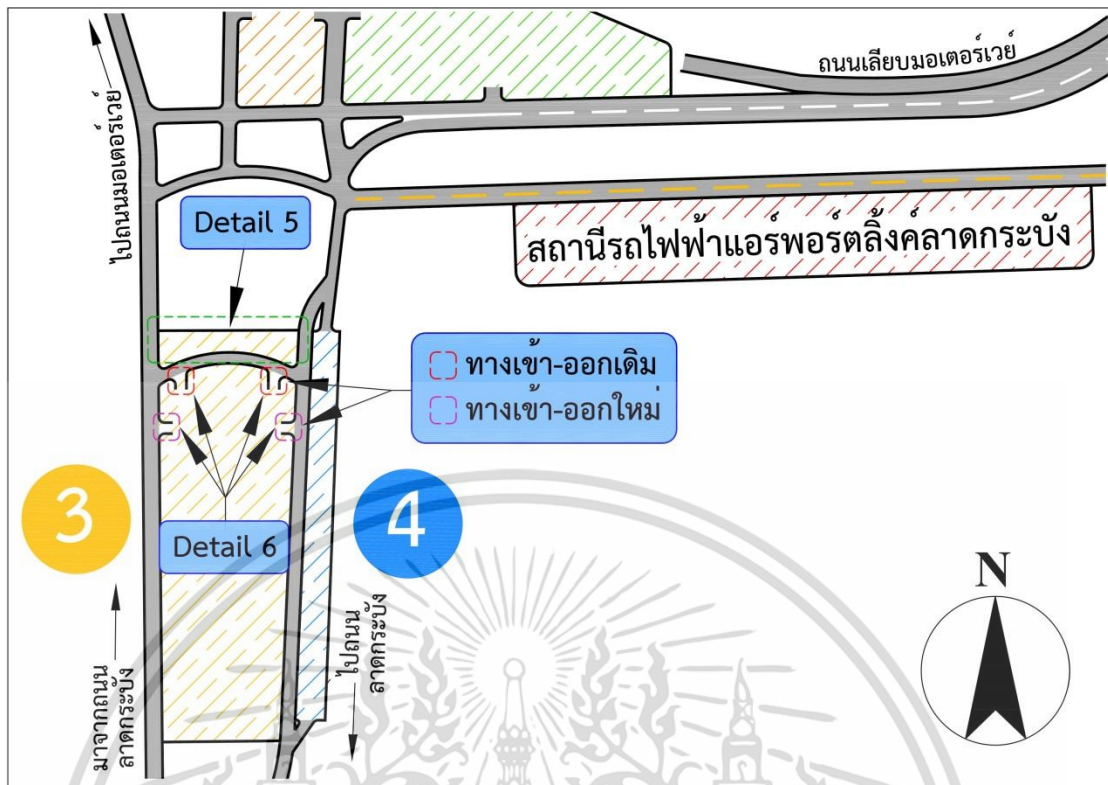 ไปถนนมอเตอร์เวย์
ถนนเลียบมอเตอร์เวย์
Detail 5
สถานีรถไฟฟ้าแอร์พอร์ตลิ้งค์ลาดกระบัง
ทางเข้า-ออกเดิม
ทางเข้า-ออกใหม่
3
4
Detail 6
มาจากถนน
ลาดกระบัง
ไปถนน
ลาดกระบัง
N